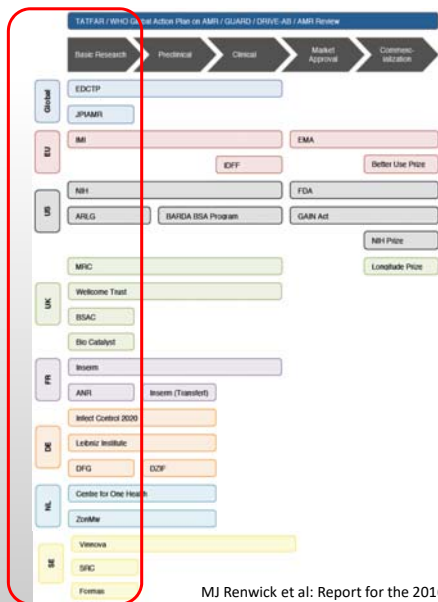 TATFAR / WHO Global Action Plan on AMR / GUARD / DRIVE-AB / AMR Review
Basic Research Preclinical Clinical Market Approval Commerc-ialization
Global
EDCTP
JPIAMR
EU
IMI EMA
IDFF Better Use Prize
US
NIH FDA
ARLG BARDA BSA Program GAIN Act
NIH Prize
UK
MRC Longitude Prize
Wellcome Trust
BSAC
Bio Catalyst
FR
Inserm
ANR Inserm (Transfert)
DE
Infect Control 2020
Leibniz Institute
DFG DZIF
NL
Centre for One Health
ZonMw
SE
Vinnova
SRC
Formas
MJ Renwick et al: Report for the 201